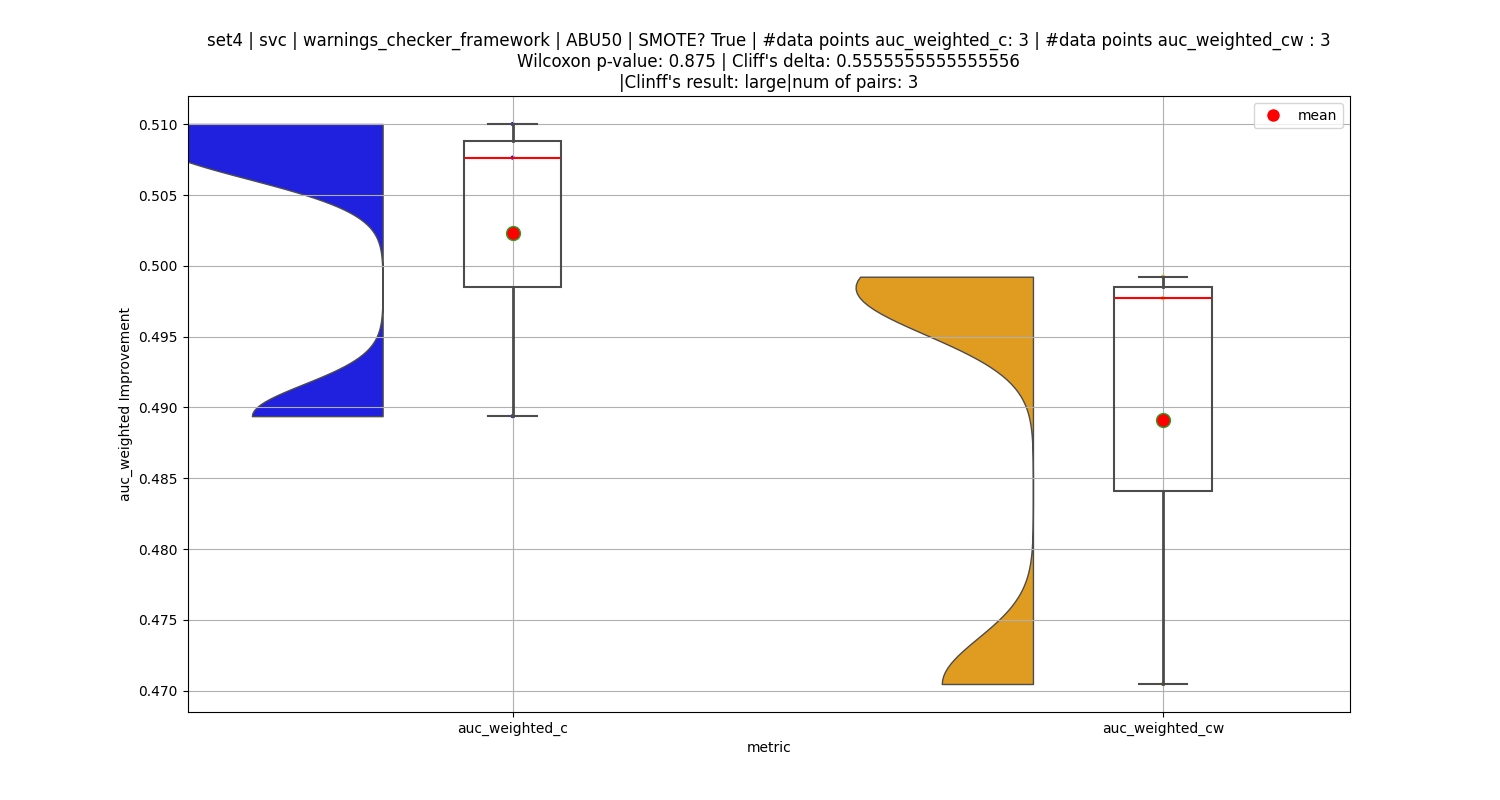 set4 | svc | warnings_checker_framework | ABU50 | SMOTE? True | #data points auc_weighted_c: 3 | #data points auc_weighted_cw : 3
Wilcoxon p-value: 0.875 | Cliff's delta: 0.5555555555555556
|Clinff's result: large|num of pairs: 3
mean
0.510
0.505
0.500
0.495
0.490
0.485
0.480
0.475
0.470
auc_weighted Improvement
auc_weighted_c
auc_weighted_cw
metric